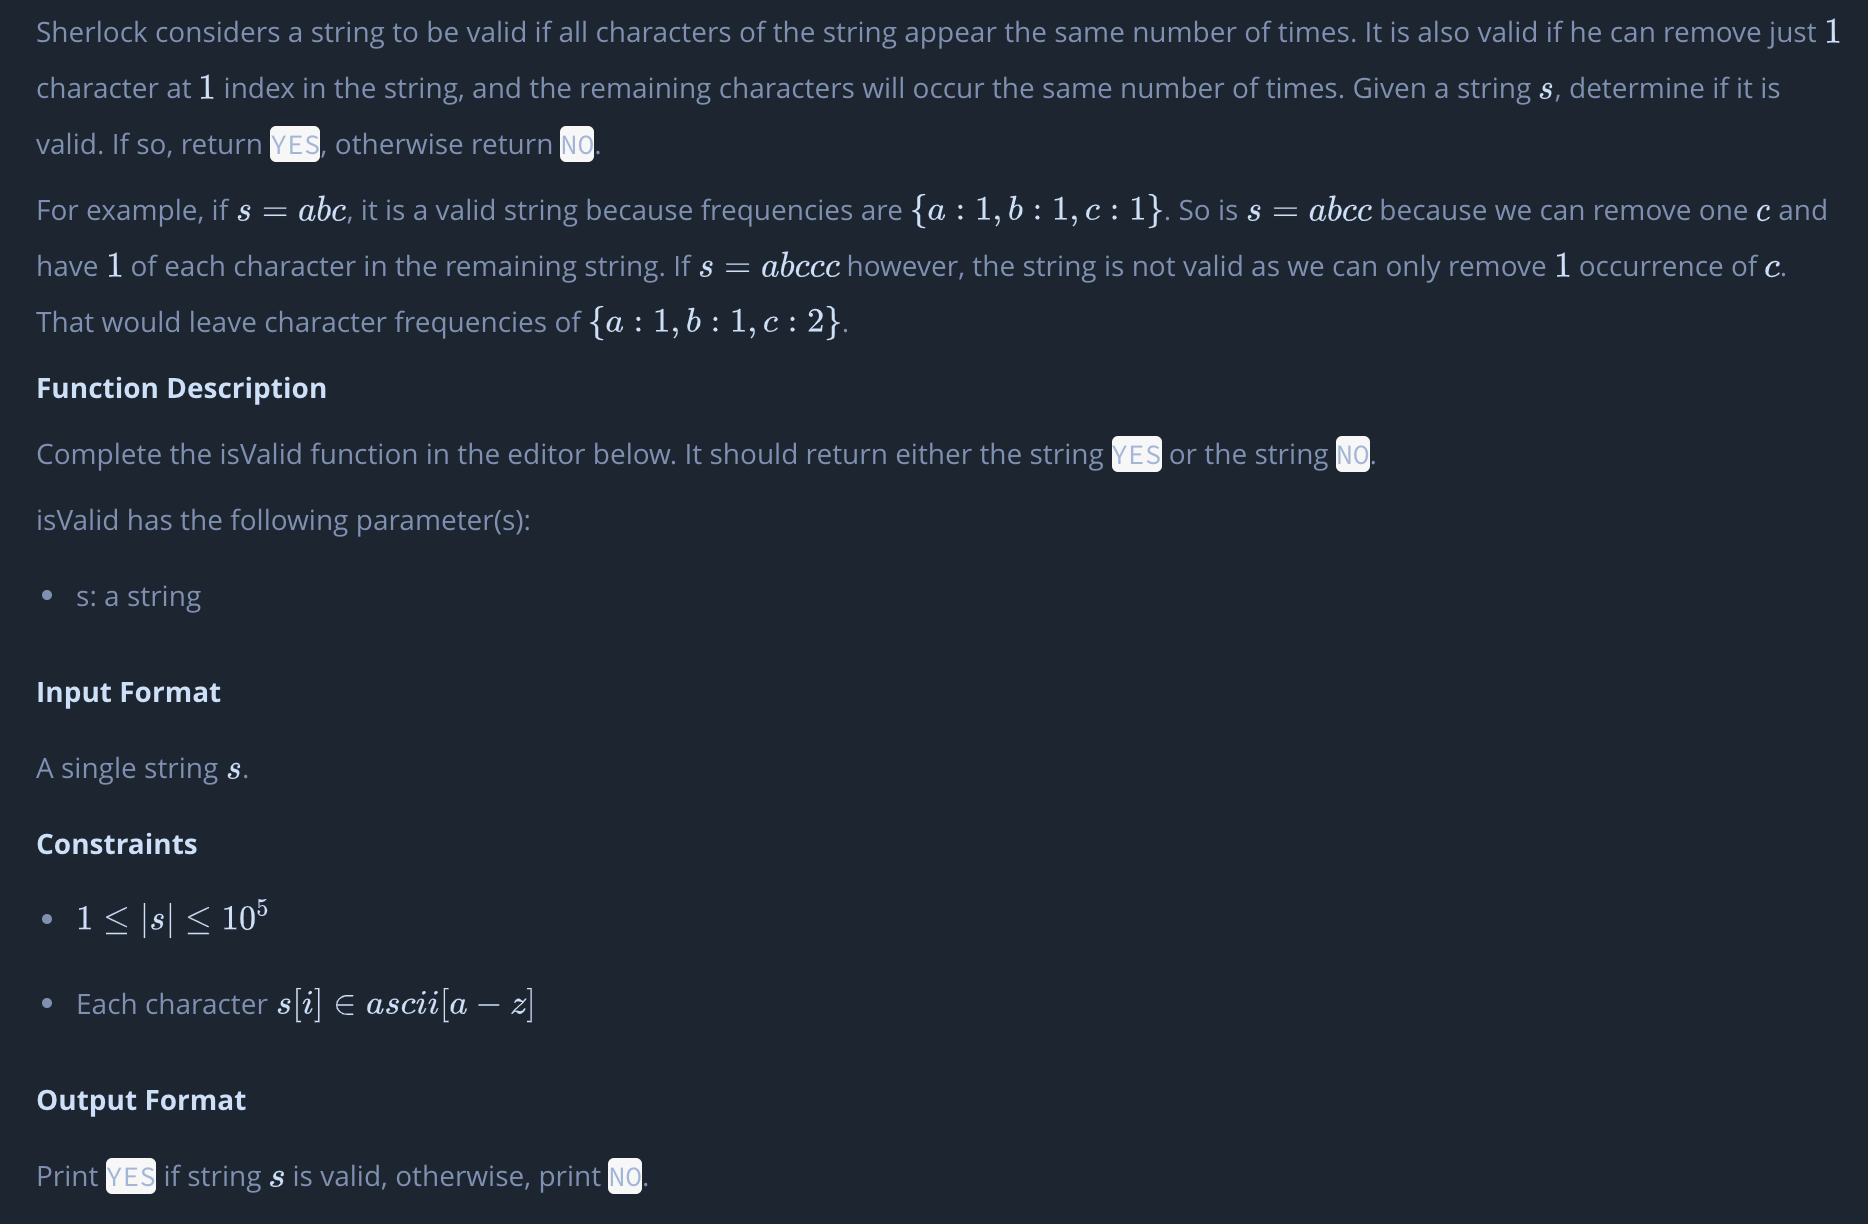 Sherlock considers a string to be valid if all characters of the string appear the same number of times. It is also valid if he can remove just 1
character at 1 index in the string, and the remaining characters will occur the same number of times. Given a string s, determine if it is
valid. If so, return YES, otherwise return NO.
For example, if s = abc, it is a valid string because frequencies are {a : 1, b : 1, c : 1}. So is s = abcc because we can remove one c and
have 1 of each character in the remaining string. If s = abccc however, the string is not valid as we can only remove 1 occurrence of c.
That would leave character frequencies of {a : 1, b : 1, c : 2}.
Function Description
Complete the isValid function in the editor below. It should return either the string YES or the string NO.
isValid has the following parameter(s):
• s: a string
Input Format
A single string s.
Constraints
• 1 ≤ |s| ≤ 10⁵
• Each character s[i] ∈ ascii[a − z]
Output Format
Print YES if string s is valid, otherwise, print NO.